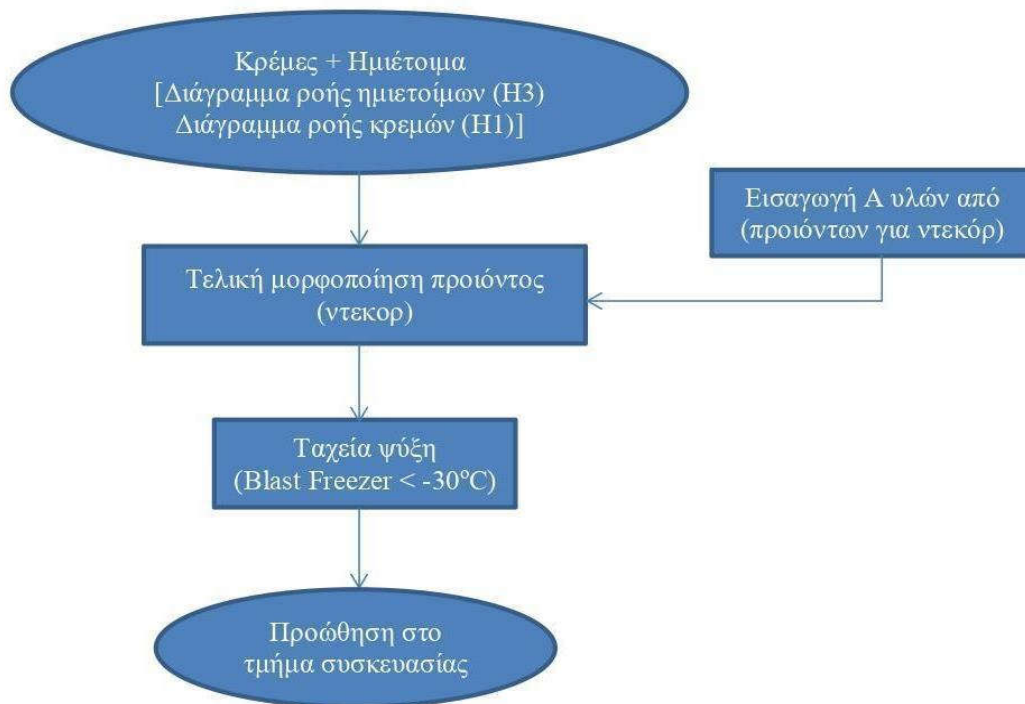 Κρέμες + Ημιέτοιμα
[Διάγραμμα ροής ημιετοίμων (Η3)
Διάγραμμα ροής κρεμών (Η1)]
Εισαγωγή Α υλών από
(προιόντων για ντεκόρ)
Τελική μορφοποίηση προιόντος
(ντεκορ)
Ταχεία ψύξη
(Blast Freezer < -30°C)
Προώθηση στο
τμήμα συσκευασίας